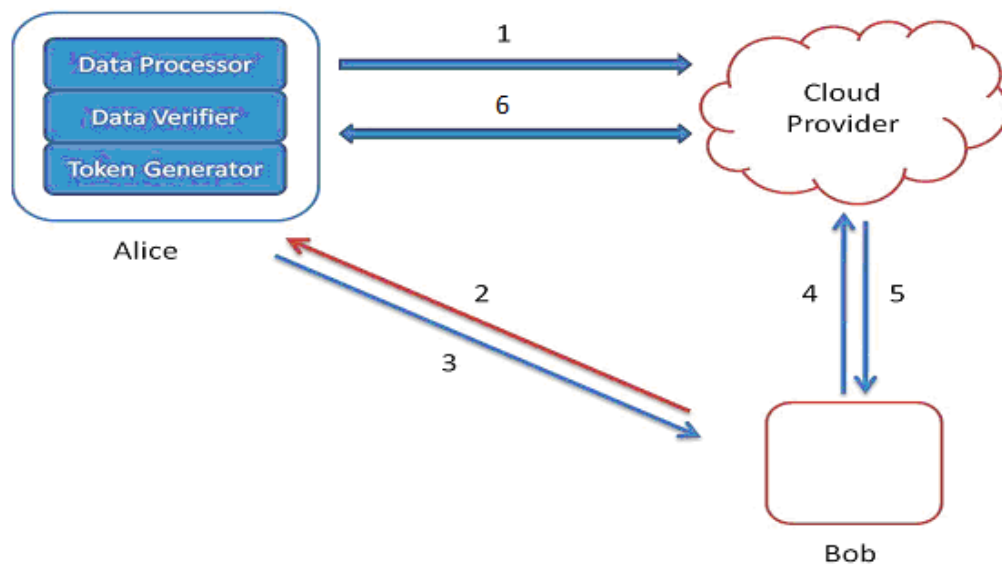 Data Processor
Data Verifier
Token Generator
Alice
1
6
Cloud
Provider
2
3
4
5
Bob